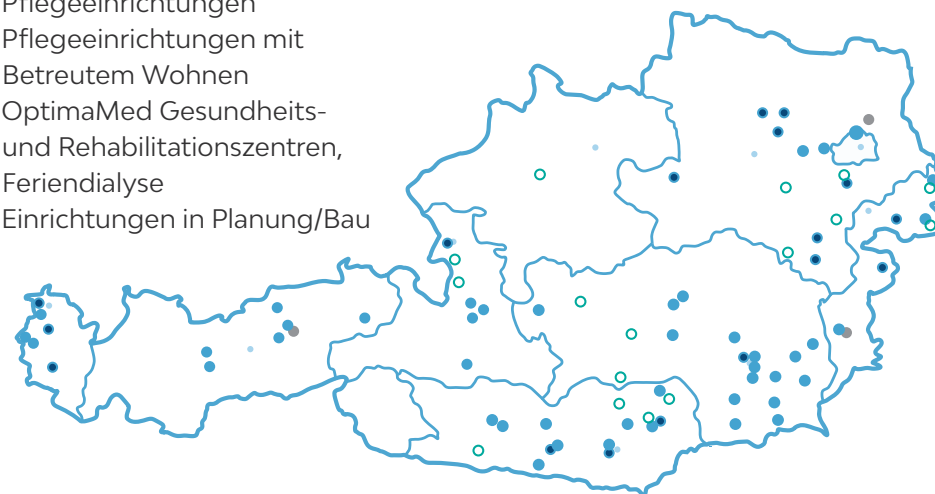 Pflegeeinrichtungen
Pflegeeinrichtungen mit
Betreutem Wohnen
OptimaMed Gesundheits-
und Rehabilitationszentren,
Feriendialyse
Einrichtungen in Planung/Bau